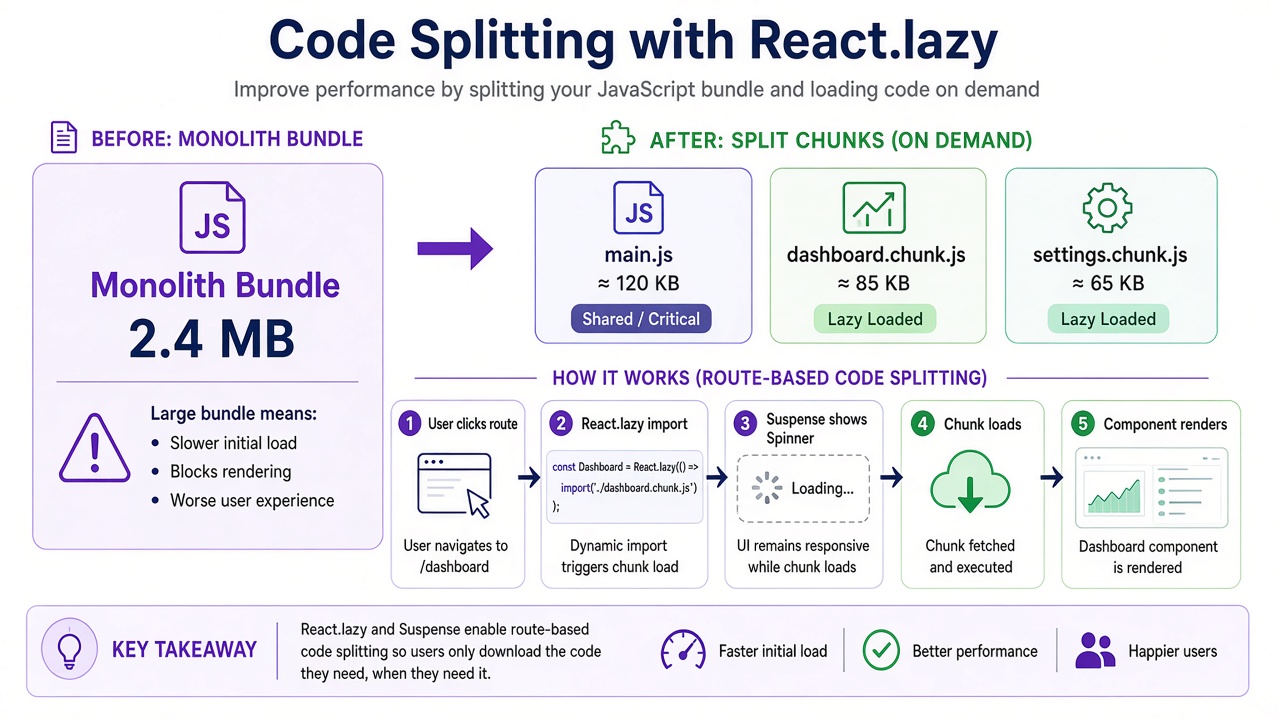 Code Splitting with React.lazy
Improve performance by splitting your JavaScript bundle and loading code on demand
BEFORE: MONOLITH BUNDLE
JS
Monolith Bundle
2.4 MB
Large bundle means:
• Slower initial load
• Blocks rendering
• Worse user experience
AFTER: SPLIT CHUNKS (ON DEMAND)
JS
main.js
≈ 120 KB
Shared / Critical
dashboard.chunk.js
≈ 85 KB
Lazy Loaded
settings.chunk.js
≈ 65 KB
Lazy Loaded
HOW IT WORKS (ROUTE-BASED CODE SPLITTING)
1 User clicks route
User navigates to
/dashboard
2 React.lazy import
const Dashboard = React.lazy(() =>
import('./dashboard.chunk.js')
);
Dynamic import
triggers chunk load
3 Suspense shows
Spinner
Loading...
UI remains responsive
while chunk loads
4 Chunk loads
Chunk fetched
and executed
5 Component renders
Dashboard component
is rendered
KEY TAKEAWAY
React.lazy and Suspense enable route-based
code splitting so users only download the code
they need, when they need it.
Faster initial load
Better performance
Happier users